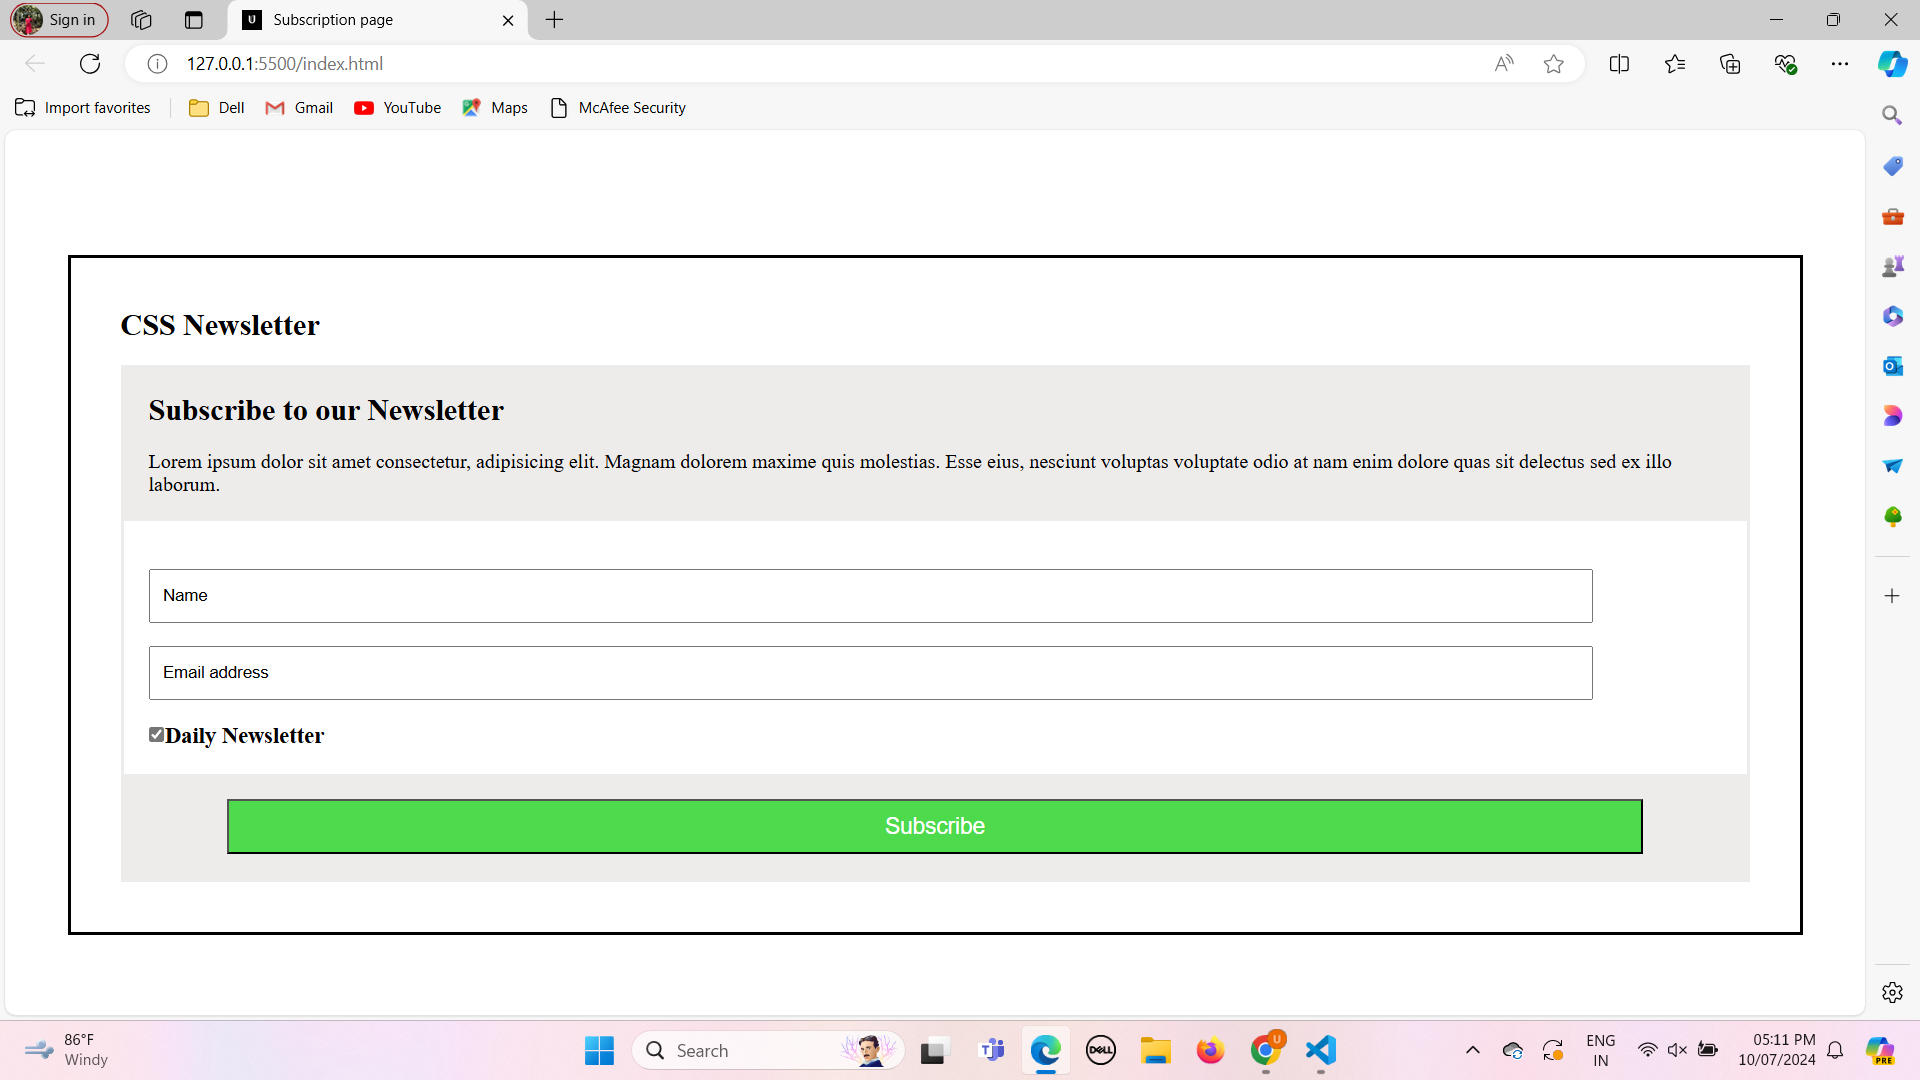 Sign in
U
Subscription page
127.0.0.1:5500/index.html
Import favorites
Dell
Gmail
YouTube
Maps
McAfee Security
CSS Newsletter
Subscribe to our Newsletter
Lorem ipsum dolor sit amet consectetur, adipisicing elit. Magnam dolorem maxime quis molestias. Esse eius, nesciunt voluptas voluptate odio at nam enim dolore quas sit delectus sed ex illo
laborum.
Name
Email address
Daily Newsletter
Subscribe
86°F
Windy
Search
DELL
U
ENG
IN
05:11 PM
10/07/2024
PRE